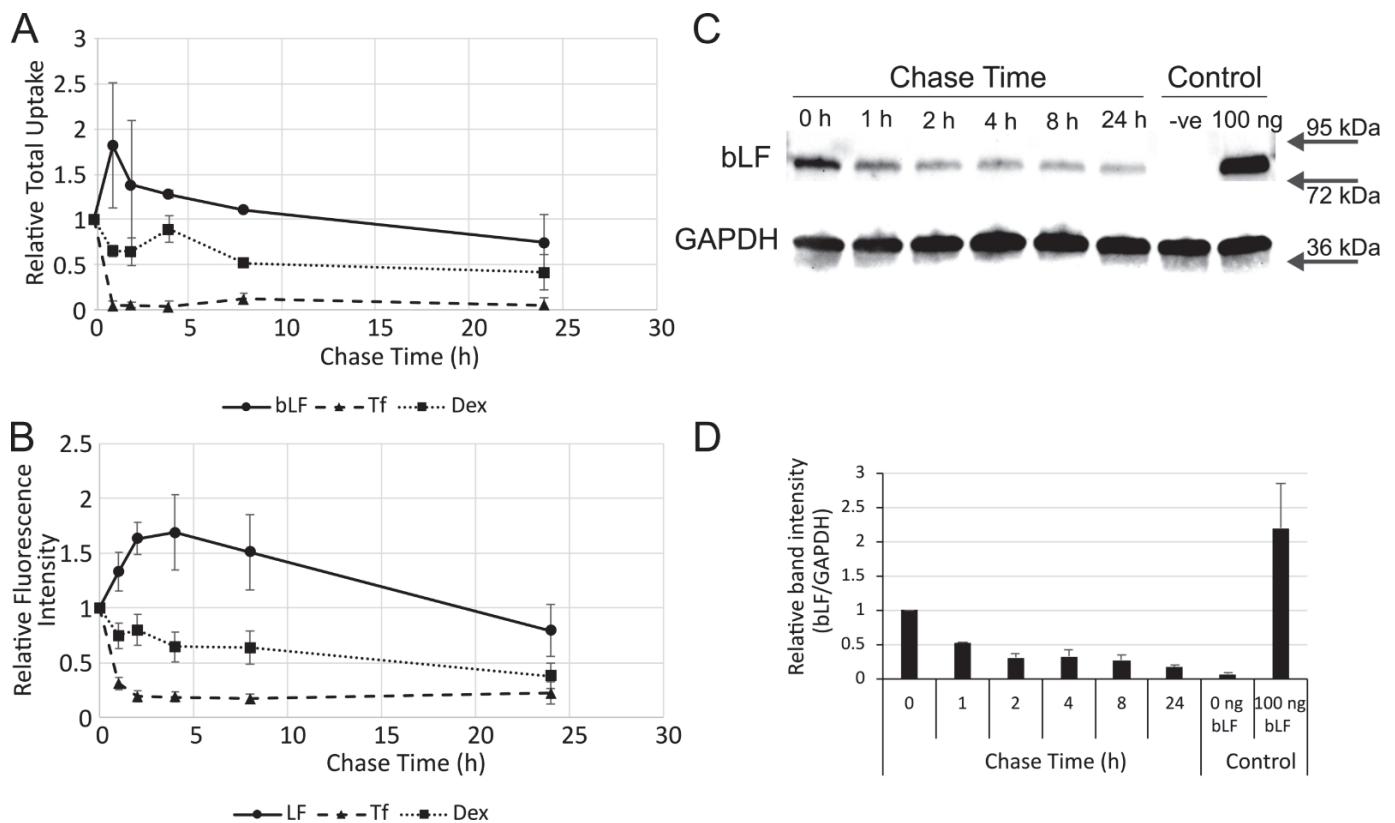 A
Relative Total Uptake
3
2.5
2
1.5
1
0.5
0
0 5 10 15 20 25 30
Chase Time (h)
bLF Tf Dex
B
Relative Fluorescence
Intensity
2.5
2
1.5
1
0.5
0
0 5 10 15 20 25 30
Chase Time (h)
LF Tf Dex
C
Chase Time Control
0 h 1 h 2 h 4 h 8 h 24 h -ve 100 ng
bLF
95 kDa
72 kDa
GAPDH
36 kDa
D
Relative band intensity
(bLF/GAPDH)
3
2.5
2
1.5
1
0.5
0
0 1 2 4 8 24 0 ng 100 ng
bLF bLF
Chase Time (h) Control